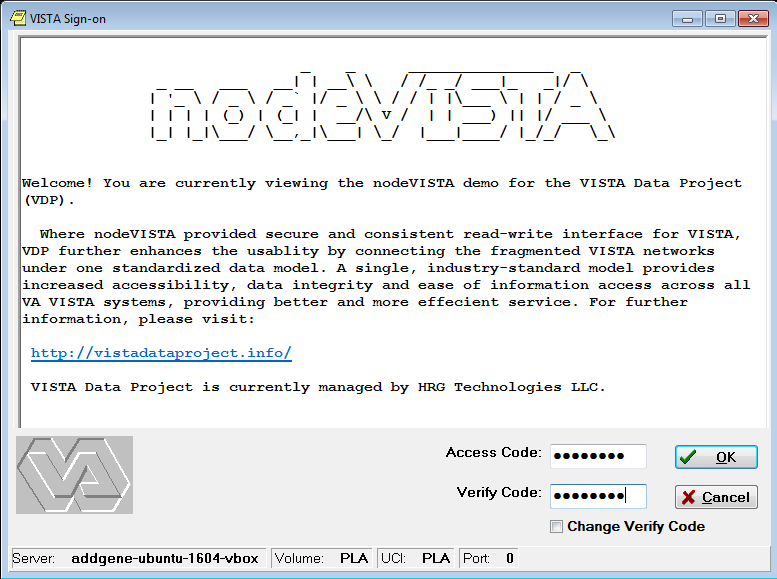 VISTA Sign-on
nodeVISTA
Welcome! You are currently viewing the nodeVISTA demo for the VISTA Data Project
(VDP).
Where nodeVISTA provided secure and consistent read-write interface for VISTA,
VDP further enhances the usablity by connecting the fragmented VISTA networks
under one standardized data model. A single, industry-standard model provides
increased accessibility, data integrity and ease of information access across all
VA VISTA systems, providing better and more effecient service. For further
information, please visit:
http://vistadataproject.info/
VISTA Data Project is currently managed by HRG Technologies LLC.
Access Code: ●●●●●●●●
OK
VA
Verify Code: ●●●●●●●●
Cancel
Change Verify Code
Server: addgene-ubuntu-1604-vbox Volume: PLA UCI: PLA Port: 0